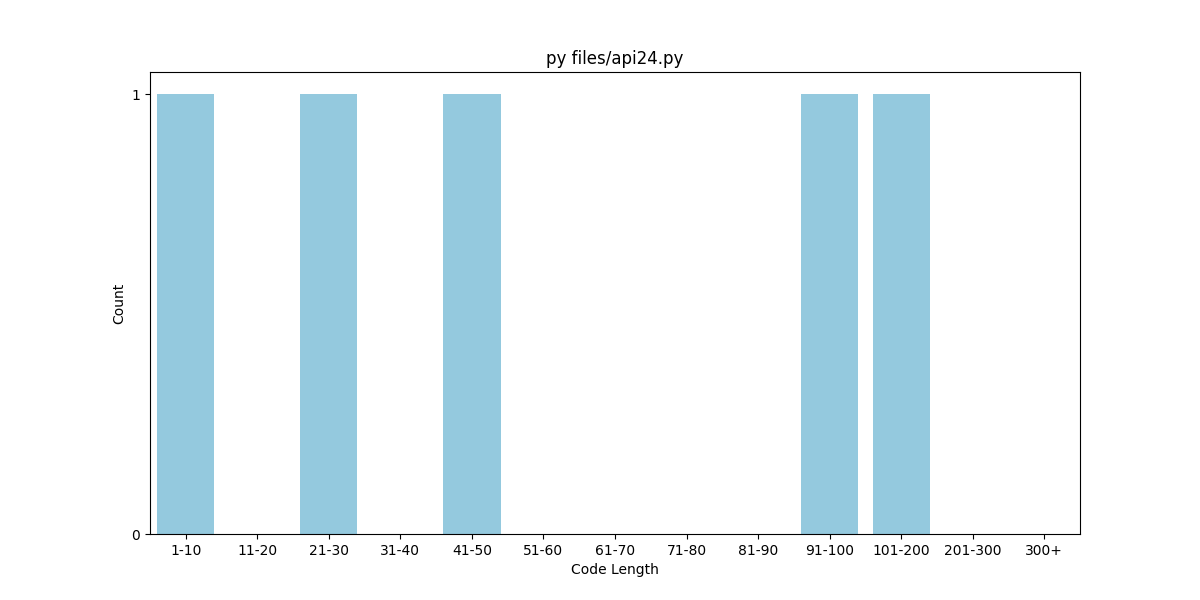 py files/api24.py
1
0
Count
1-10 11-20 21-30 31-40 41-50 51-60 61-70 71-80 81-90 91-100 101-200 201-300 300+
Code Length